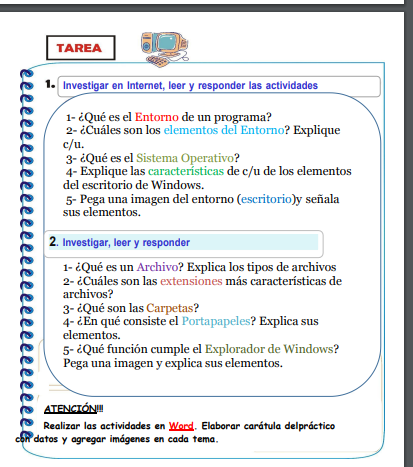 TAREA
1. Investigar en Internet, leer y responder las actividades
1- ¿Qué es el Entorno de un programa?
2- ¿Cuáles son los elementos del Entorno? Explique
c/u.
3- ¿Qué es el Sistema Operativo?
4- Explique las características de c/u de los elementos
del escritorio de Windows.
5- Pega una imagen del entorno (escritorio)y señala
sus elementos.
2. Investigar, leer y responder
1- ¿Qué es un Archivo? Explica los tipos de archivos
2- ¿Cuáles son las extensiones más características de
archivos?
3- ¿Qué son las Carpetas?
4- ¿En qué consiste el Portapapeles? Explica sus
elementos.
5- ¿Qué función cumple el Explorador de Windows?
Pega una imagen y explica sus elementos.
ATENCIÓN!!!
Realizar las actividades en Word. Elaborar carátula delpráctico
con datos y agregar imágenes en cada tema.